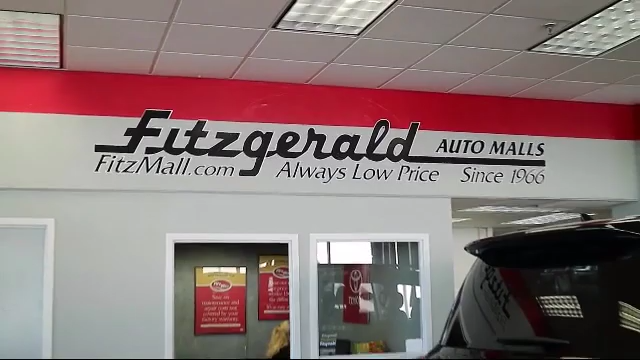 Fitzgerald AUTO MALLS
FitzMall.com Always Low Price Since 1966